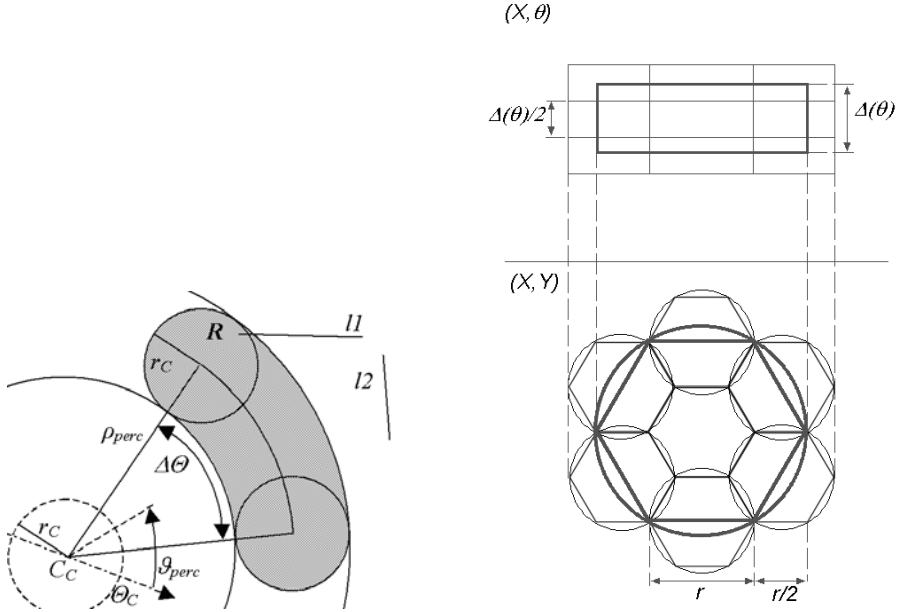 R
l1
r_C
l2
ρ_perc
ΔΘ
r_C
C_C
ϑ_perc
Θ_C
(X, θ)
Δ(θ)/2
Δ(θ)
(X, Y)
r
r/2